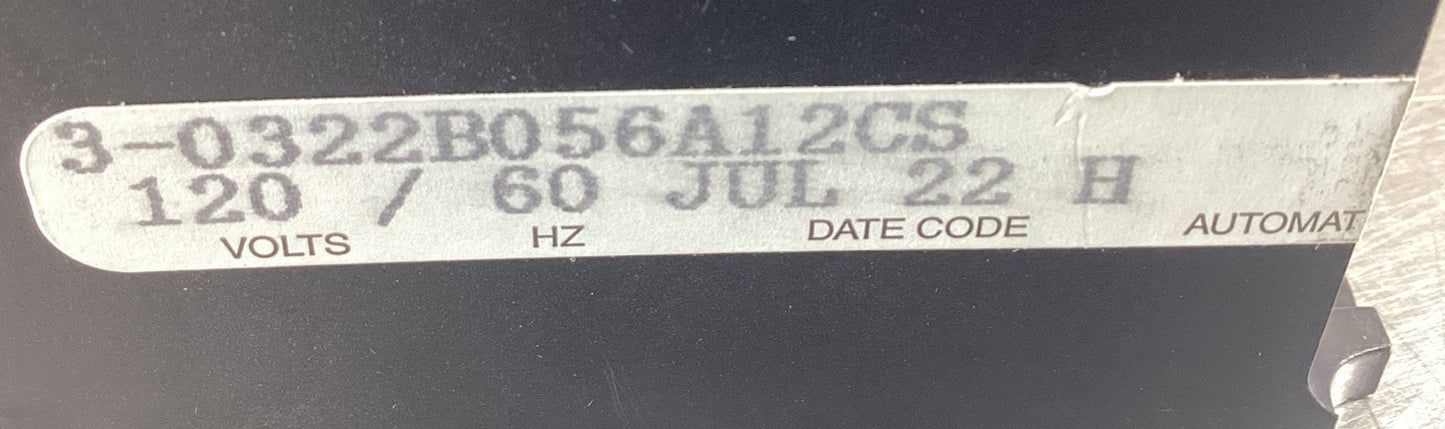 3-0322B056A12CS
120 / 60 JUL 22 H
VOLTS HZ DATE CODE AUTOMAT